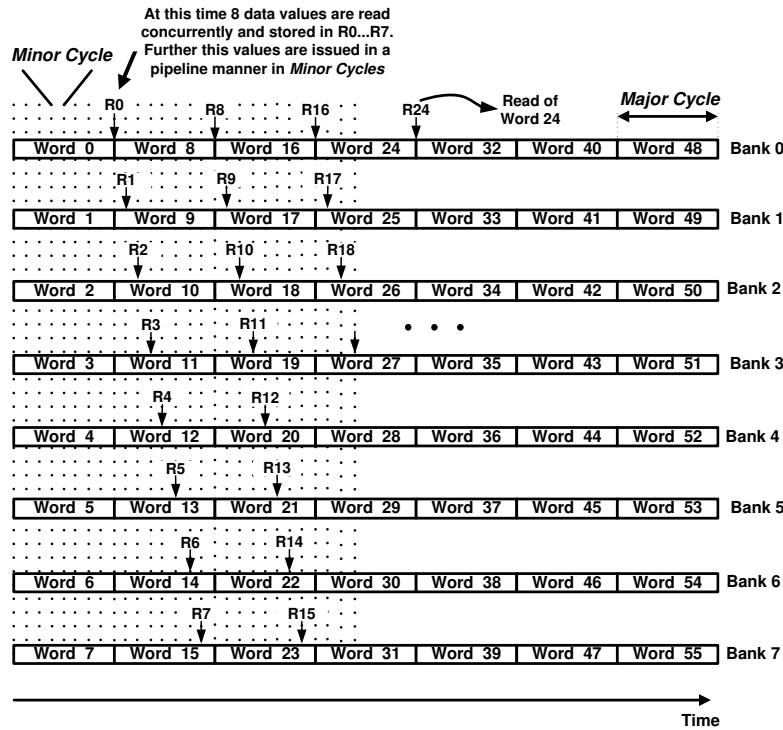 At this time 8 data values are read
concurrently and stored in R0...R7.
Further this values are issued in a
pipeline manner in Minor Cycles
Minor Cycle
R0 R8 R16 R24 Read of
Word 24
Major Cycle
Word 0 Word 8 Word 16 Word 24 Word 32 Word 40 Word 48 Bank 0
R1 R9 R17
Word 1 Word 9 Word 17 Word 25 Word 33 Word 41 Word 49 Bank 1
R2 R10 R18
Word 2 Word 10 Word 18 Word 26 Word 34 Word 42 Word 50 Bank 2
R3 R11 • • •
Word 3 Word 11 Word 19 Word 27 Word 35 Word 43 Word 51 Bank 3
R4 R12
Word 4 Word 12 Word 20 Word 28 Word 36 Word 44 Word 52 Bank 4
R5 R13
Word 5 Word 13 Word 21 Word 29 Word 37 Word 45 Word 53 Bank 5
R6 R14
Word 6 Word 14 Word 22 Word 30 Word 38 Word 46 Word 54 Bank 6
R7 R15
Word 7 Word 15 Word 23 Word 31 Word 39 Word 47 Word 55 Bank 7
Time